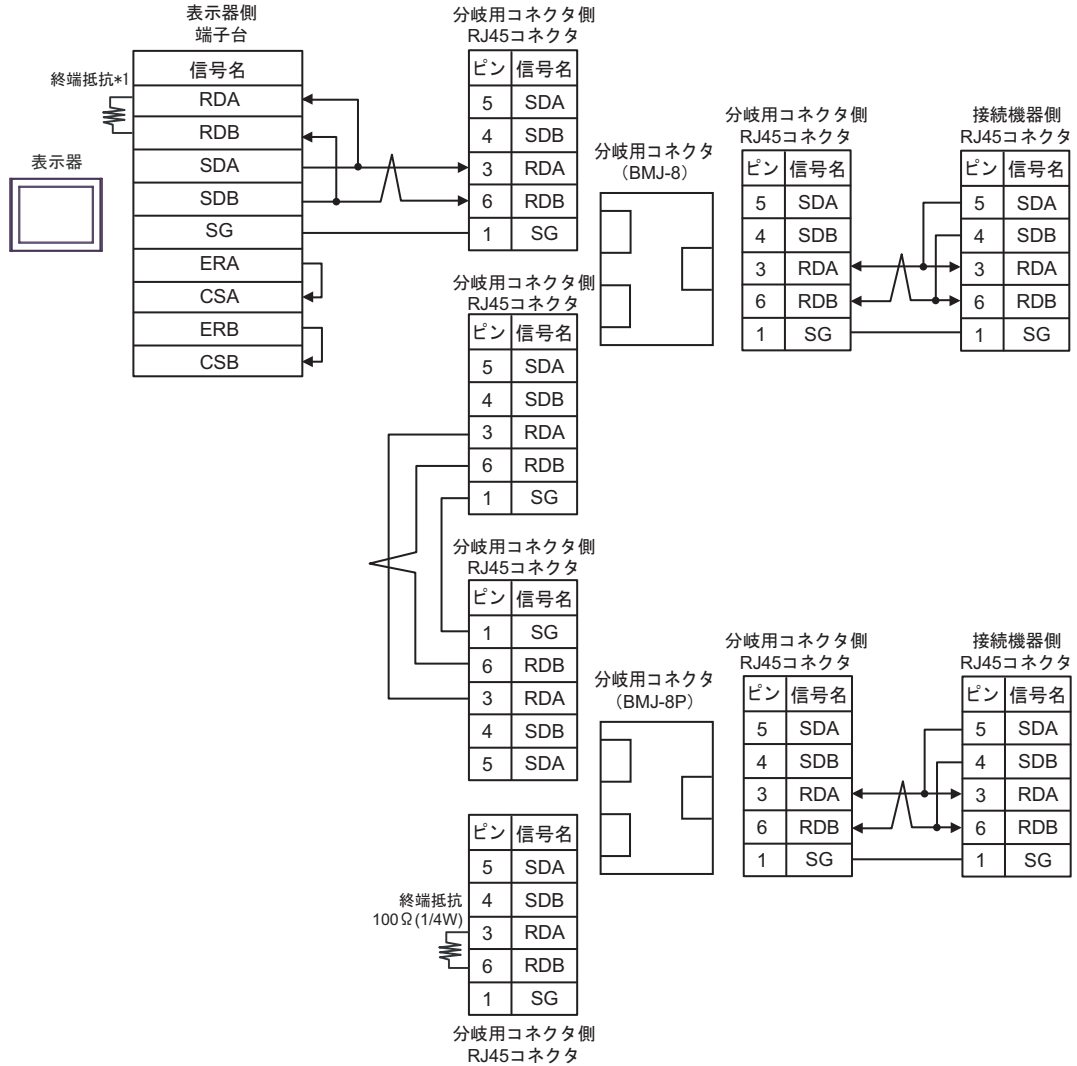 表示器側
端子台
信号名
終端抵抗*1
RDA
RDB
SDA
SDB
SG
ERA
CSA
ERB
CSB
表示器
分岐用コネクタ側
RJ45コネクタ
ピン 信号名
5 SDA
4 SDB
3 RDA
6 RDB
1 SG
分岐用コネクタ
（BMJ-8）
分岐用コネクタ側
RJ45コネクタ
ピン 信号名
5 SDA
4 SDB
3 RDA
6 RDB
1 SG
接続機器側
RJ45コネクタ
ピン 信号名
5 SDA
4 SDB
3 RDA
6 RDB
1 SG
分岐用コネクタ側
RJ45コネクタ
ピン 信号名
5 SDA
4 SDB
3 RDA
6 RDB
1 SG
分岐用コネクタ側
RJ45コネクタ
ピン 信号名
1 SG
6 RDB
3 RDA
4 SDB
5 SDA
分岐用コネクタ
（BMJ-8P）
分岐用コネクタ側
RJ45コネクタ
ピン 信号名
5 SDA
4 SDB
3 RDA
6 RDB
1 SG
接続機器側
RJ45コネクタ
ピン 信号名
5 SDA
4 SDB
3 RDA
6 RDB
1 SG
ピン 信号名
5 SDA
4 SDB
3 RDA
6 RDB
1 SG
終端抵抗
100Ω(1/4W)
分岐用コネクタ側
RJ45コネクタ